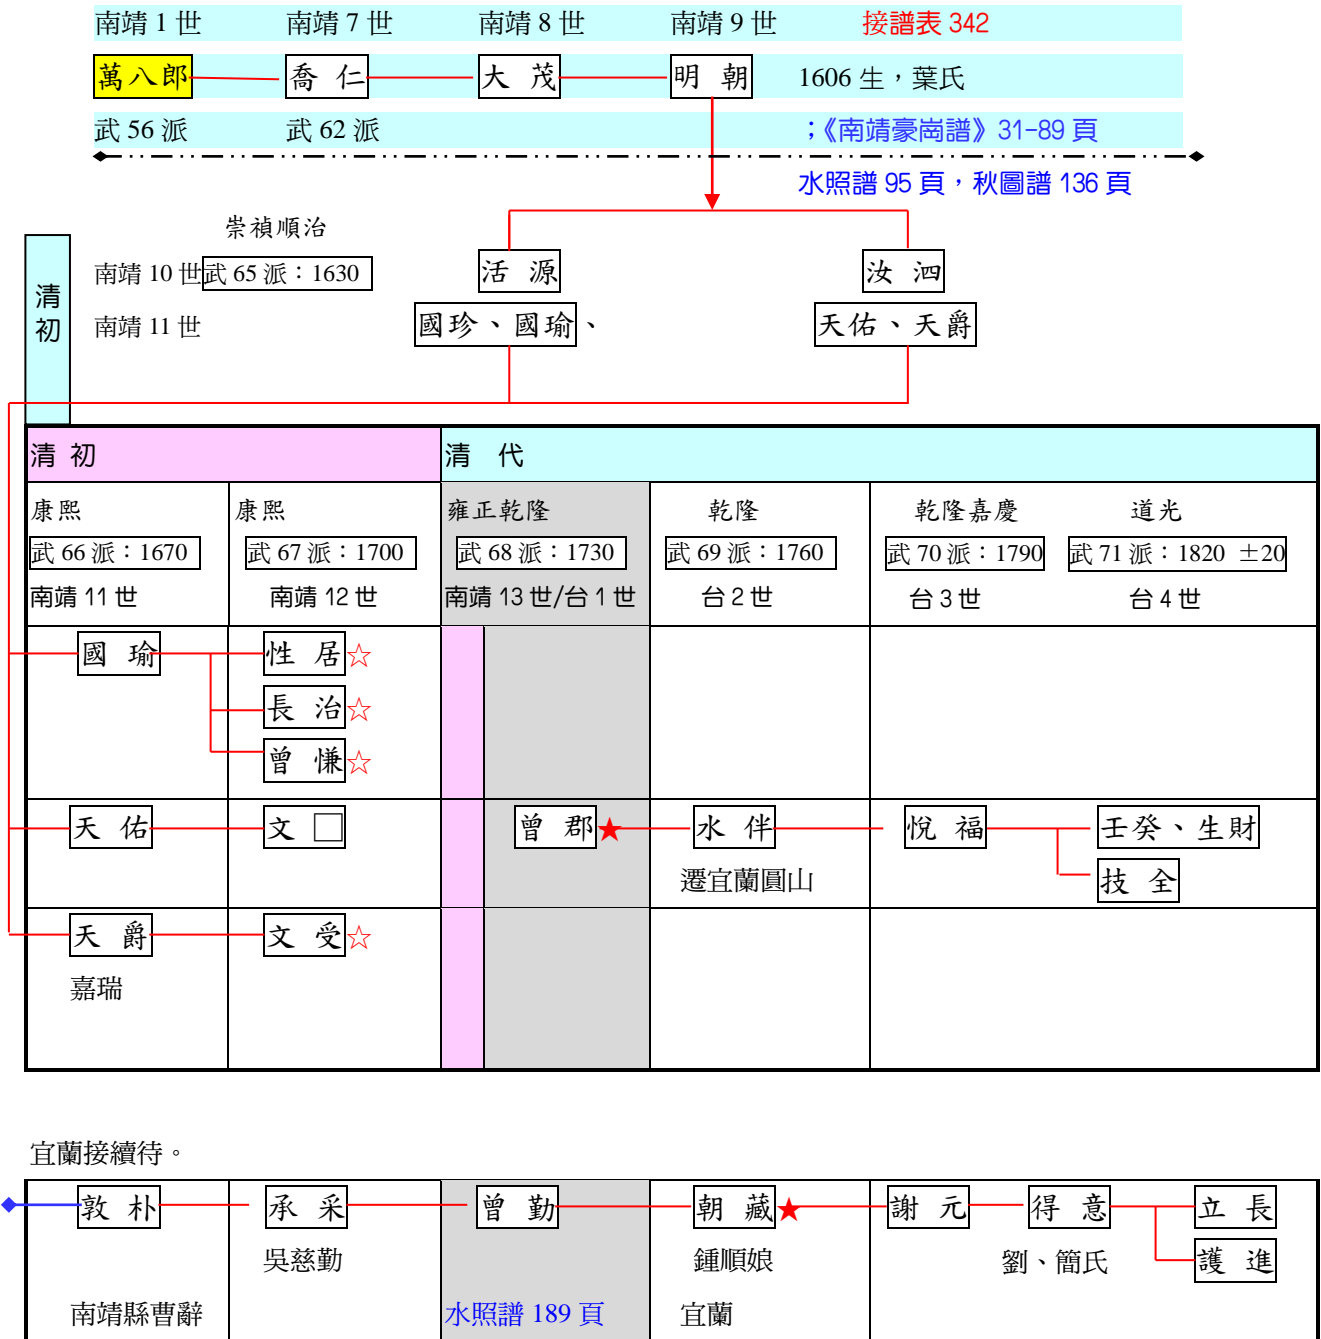 南靖 1 世 南靖 7 世 南靖 8 世 南靖 9 世 接譜表 342
萬八郎 喬 仁 大 茂 明 朝 1606 生，葉氏
武 56 派 武 62 派 ；《南靖豪崗譜》31-89 頁
水照譜 95 頁，秋圖譜 136 頁
崇禎順治
清初
南靖 10 世 武 65 派：1630 活 源 汝 泗
南靖 11 世 國珍、國瑜、 天佑、天爵
清 初 清 代
康熙 康熙 雍正乾隆 乾隆 乾隆嘉慶 道光
武 66 派：1670 武 67 派：1700 武 68 派：1730 武 69 派：1760 武 70 派：1790 武 71 派：1820 ±20
南靖 11 世 南靖 12 世 南靖 13 世/台 1 世 台 2 世 台 3 世 台 4 世
國 瑜 性 居☆
長 治☆
曾 慊☆
天 佑 文 □ 曾 郡★ 水 伴 悅 福 壬癸、生財
遷宜蘭圓山 技 全
天 爵 文 受☆
嘉瑞
宜蘭接續待。
敦 朴 承 采 曾 勤 朝 藏★ 謝 元 得 意 立 長
吳慈勤 鍾順娘 劉、簡氏 護 進
南靖縣曹辭 水照譜 189 頁 宜蘭